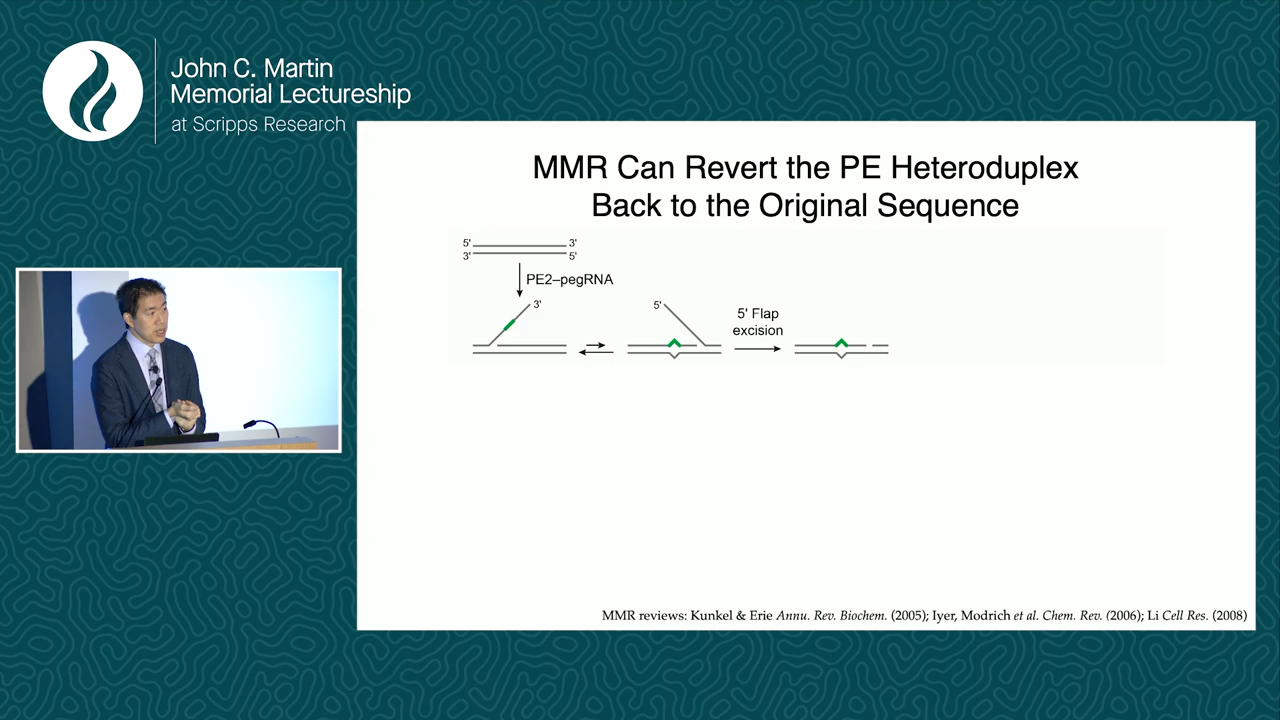 John C. Martin
Memorial Lectureship
at Scripps Research
MMR Can Revert the PE Heteroduplex
Back to the Original Sequence
5' 3'
3' 5'
PE2–pegRNA
3'
5'
5' Flap
excision
MMR reviews: Kunkel & Erie Annu. Rev. Biochem. (2005); Iyer, Modrich et al. Chem. Rev. (2006); Li Cell Res. (2008)